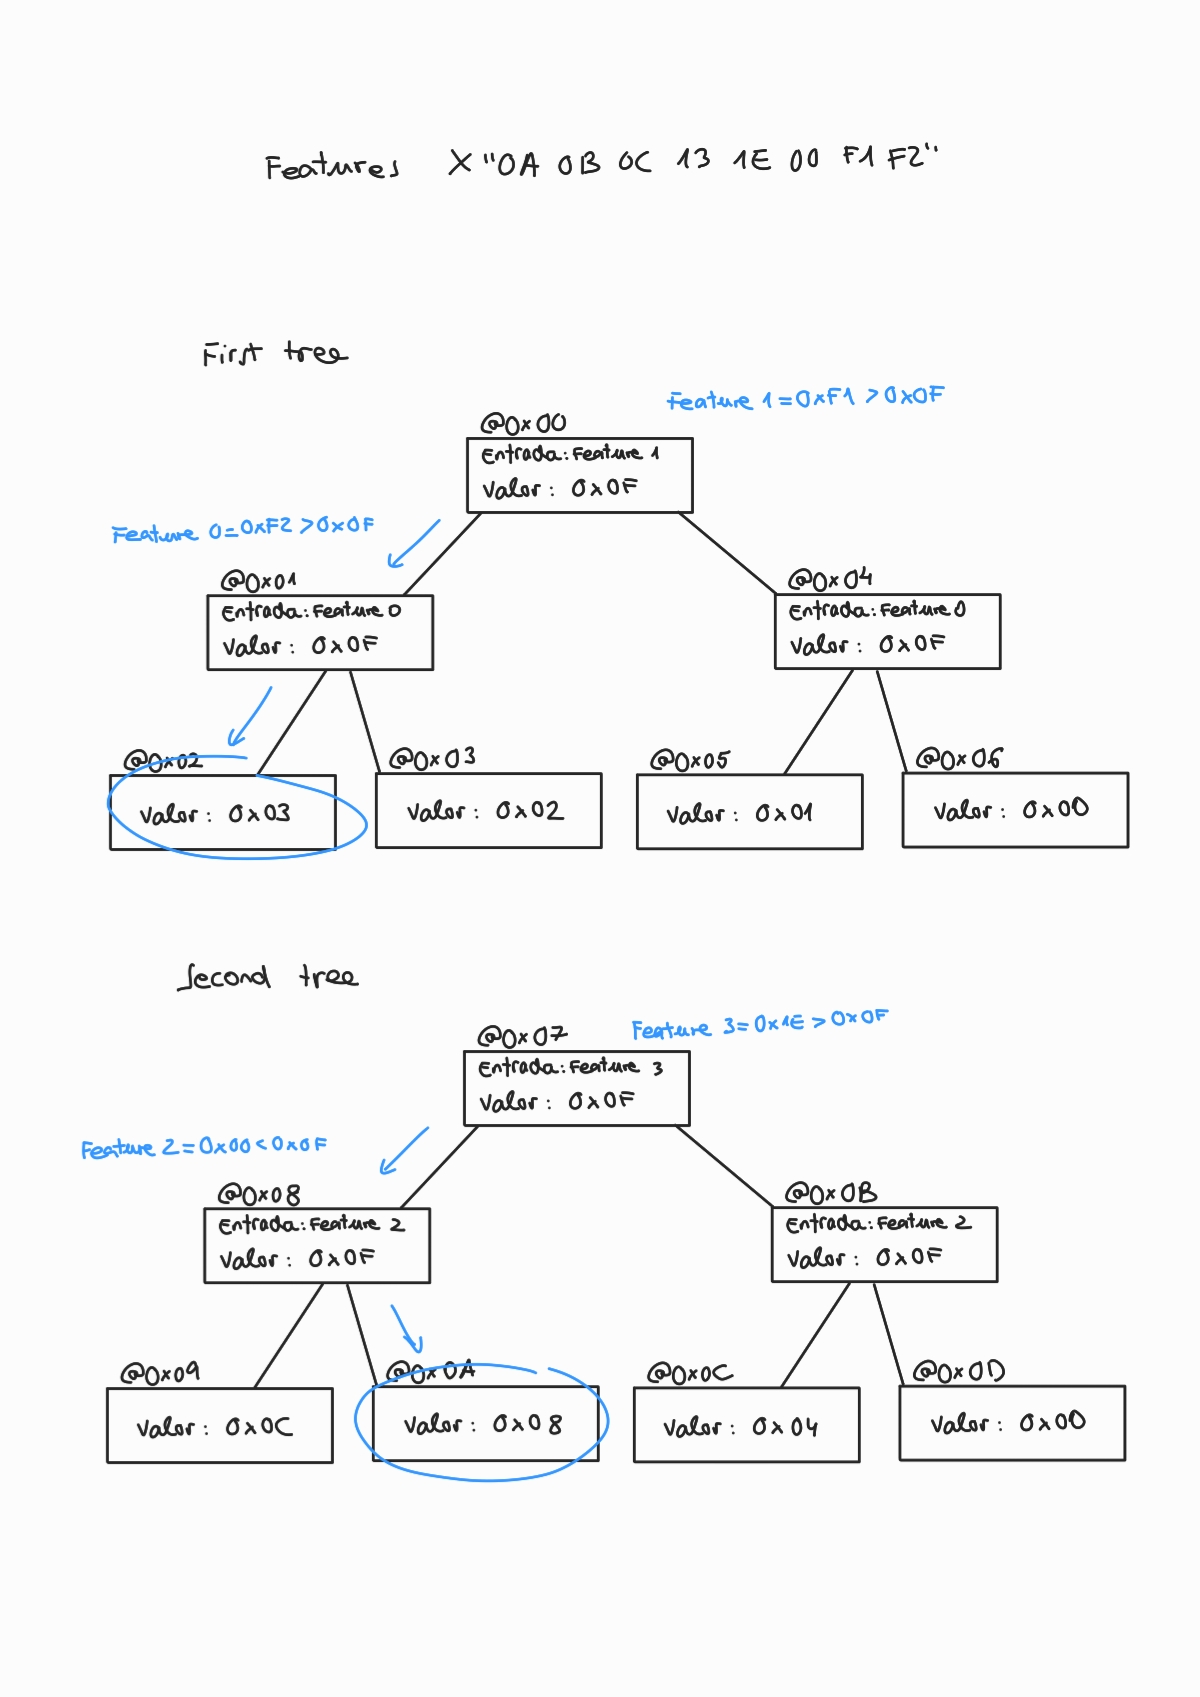 Features X"0A 0B 0C 13 1E 00 F1 F2"
First tree
Feature 1=0xF1 >0x0F
@0x00
Entrada: Feature 1
Valor: 0x0F
Feature 0=0xF2 >0x0F
@0x01
Entrada: Feature 0
Valor: 0x0F
@0x04
Entrada: Feature 0
Valor: 0x0F
@0x02
Valor: 0x03
@0x03
Valor: 0x02
@0x05
Valor: 0x01
@0x06
Valor: 0x00
Second tree
Feature 3=0x1E >0x0F
@0x07
Entrada: Feature 3
Valor: 0x0F
Feature 2=0x00<0x0F
@0x08
Entrada: Feature 2
Valor: 0x0F
@0x0B
Entrada: Feature 2
Valor: 0x0F
@0x09
Valor: 0x0C
@0x0A
Valor: 0x08
@0x0C
Valor: 0x04
@0x0D
Valor: 0x00